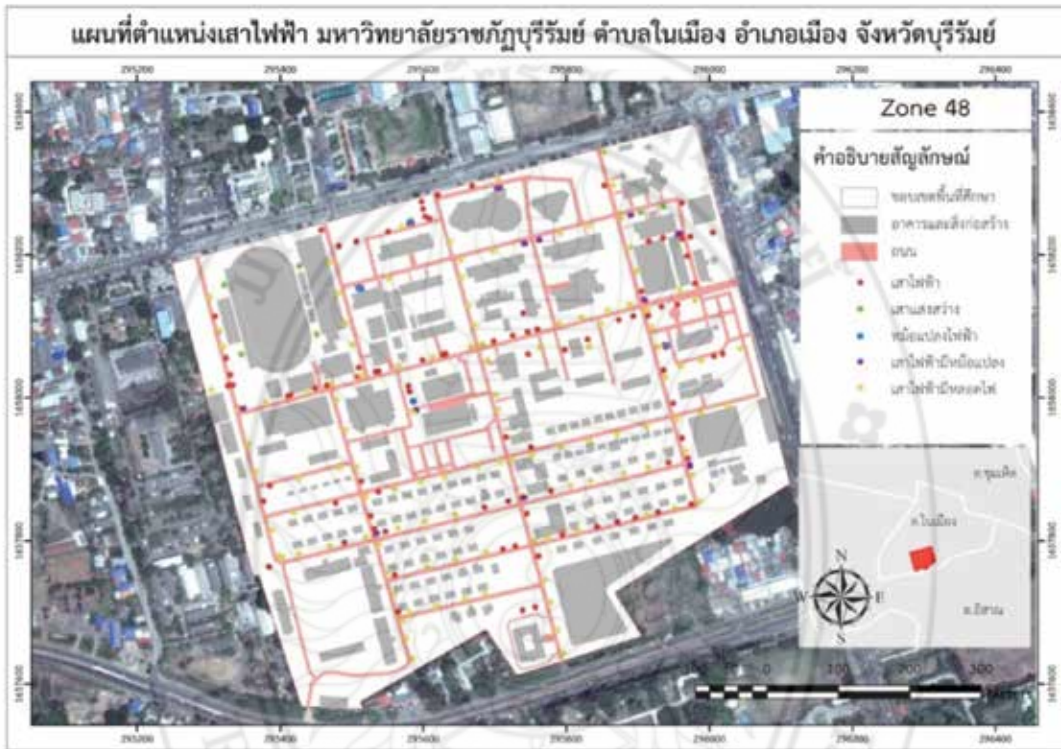 แผนที่ตำแหน่งเสาไฟฟ้า มหาวิทยาลัยราชภัฏบุรีรัมย์ ตำบลในเมือง อำเภอเมือง จังหวัดบุรีรัมย์
295200 295400 295600 295800 296000 296200 296400
Zone 48
คำอธิบายสัญลักษณ์
ขอบเขตพื้นที่ศึกษา
อาคารและสิ่งก่อสร้าง
ถนน
เสาไฟฟ้า
เสาแสงสว่าง
หม้อแปลงไฟฟ้า
เสาไฟฟ้ามีหม้อแปลง
เสาไฟฟ้ามีหลอดไฟ
1658000
1657800
1657600
ต.ในเมือง
ต.อิสาณ
N
W E
S
0 100 200 300
295200 295400 295600 295800 296000 296200 296400